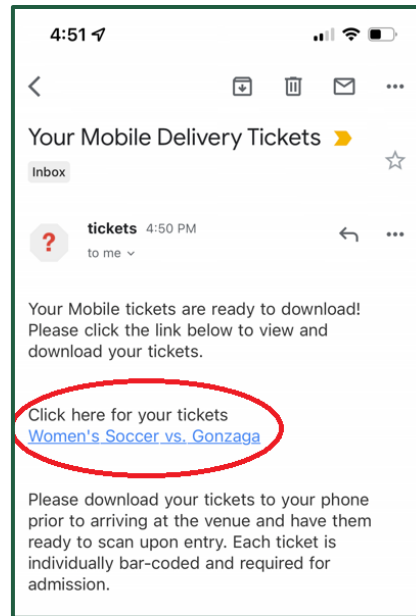 4:51
Your Mobile Delivery Tickets
Inbox
?
tickets 4:50 PM
to me
Your Mobile tickets are ready to download!
Please click the link below to view and
download your tickets.
Click here for your tickets
Women's Soccer vs. Gonzaga
Please download your tickets to your phone
prior to arriving at the venue and have them
ready to scan upon entry. Each ticket is
individually bar-coded and required for
admission.